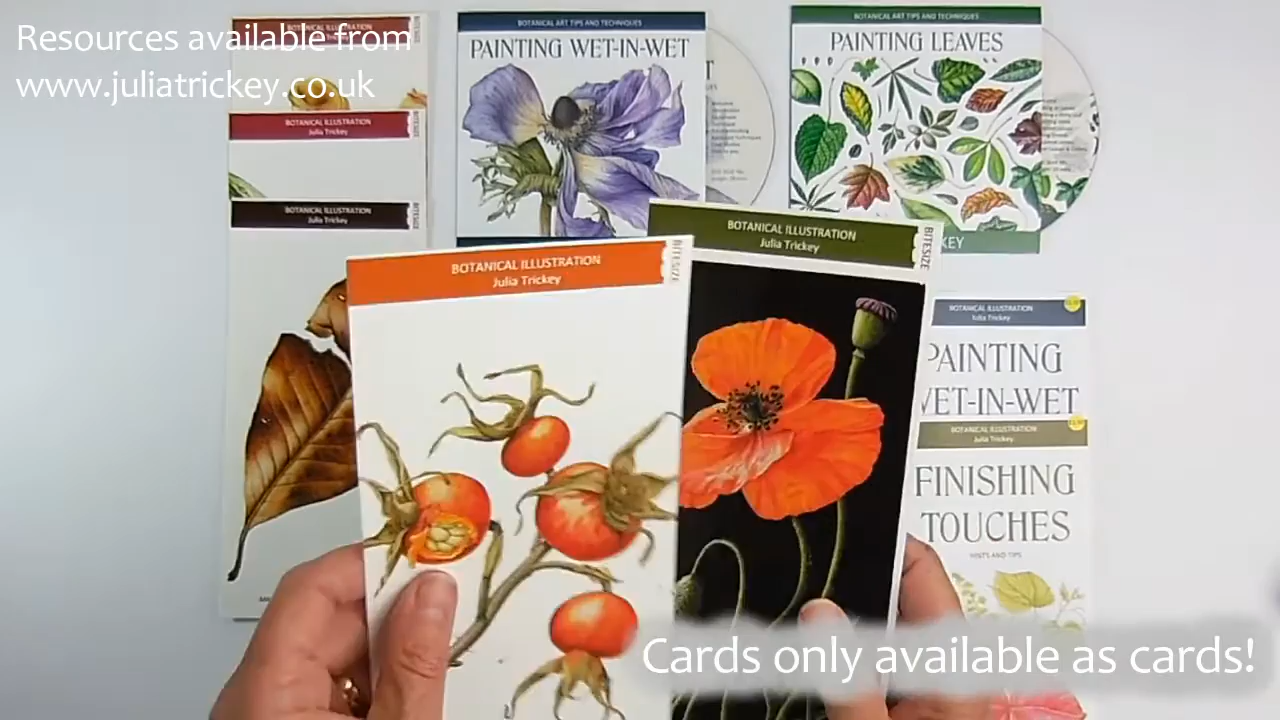 Resources available from
www.juliatrickey.co.uk
BOTANICAL ILLUSTRATION
BOTANICAL ILLUSTRATION
Julia Trickey
BOTANICAL ILLUSTRATION
Julia Trickey
BOTANICAL ART TIPS AND TECHNIQUES
PAINTING WET-IN-WET
BOTANICAL ART TIPS AND TECHNIQUES
PAINTING LEAVES
BOTANICAL ILLUSTRATION
Julia Trickey
BITESIZE
BOTANICAL ILLUSTRATION
Julia Trickey
BITESIZE
BOTANICAL ILLUSTRATION
Julia Trickey
PAINTING
WET-IN-WET
BOTANICAL ILLUSTRATION
Julia Trickey
FINISHING
TOUCHES
HINTS AND TIPS
Cards only available as cards!